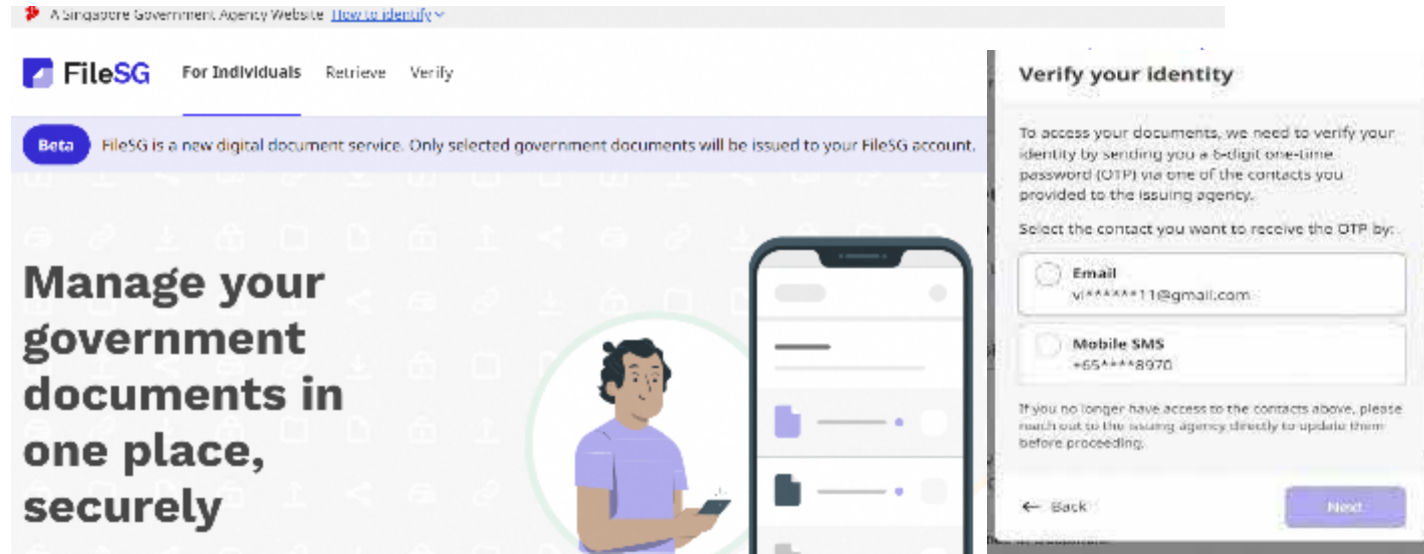 A Singapore Government Agency Website How to identify
FileSG For Individuals Retrieve Verify
Beta FileSG is a new digital document service. Only selected government documents will be issued to your FileSG account.
Manage your
government
documents in
one place,
securely
Verify your identity
To access your documents, we need to verify your
identity by sending you a 6-digit one-time
password (OTP) via one of the contacts you
provided to the issuing agency.
Select the contact you want to receive the OTP by:
Email
vi******11@gmail.com
Mobile SMS
+65****8970
If you no longer have access to the contacts above, please
reach out to the issuing agency directly to update them
before proceeding.
← Back Next